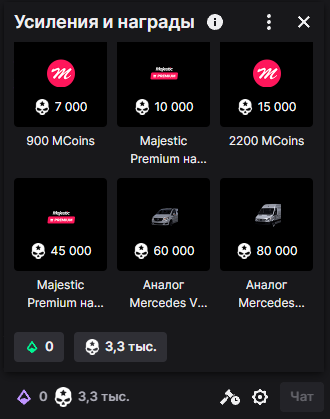 Усиления и награды
7 000
10 000
15 000
900 MCoins
Majestic
Premium на...
2200 MCoins
Majestic
PREMIUM
45 000
60 000
80 000
Majestic
Premium на...
Аналог
Mercedes V ...
Аналог
Mercedes...
0
3,3 тыс.
0
3,3 тыс.
Чат